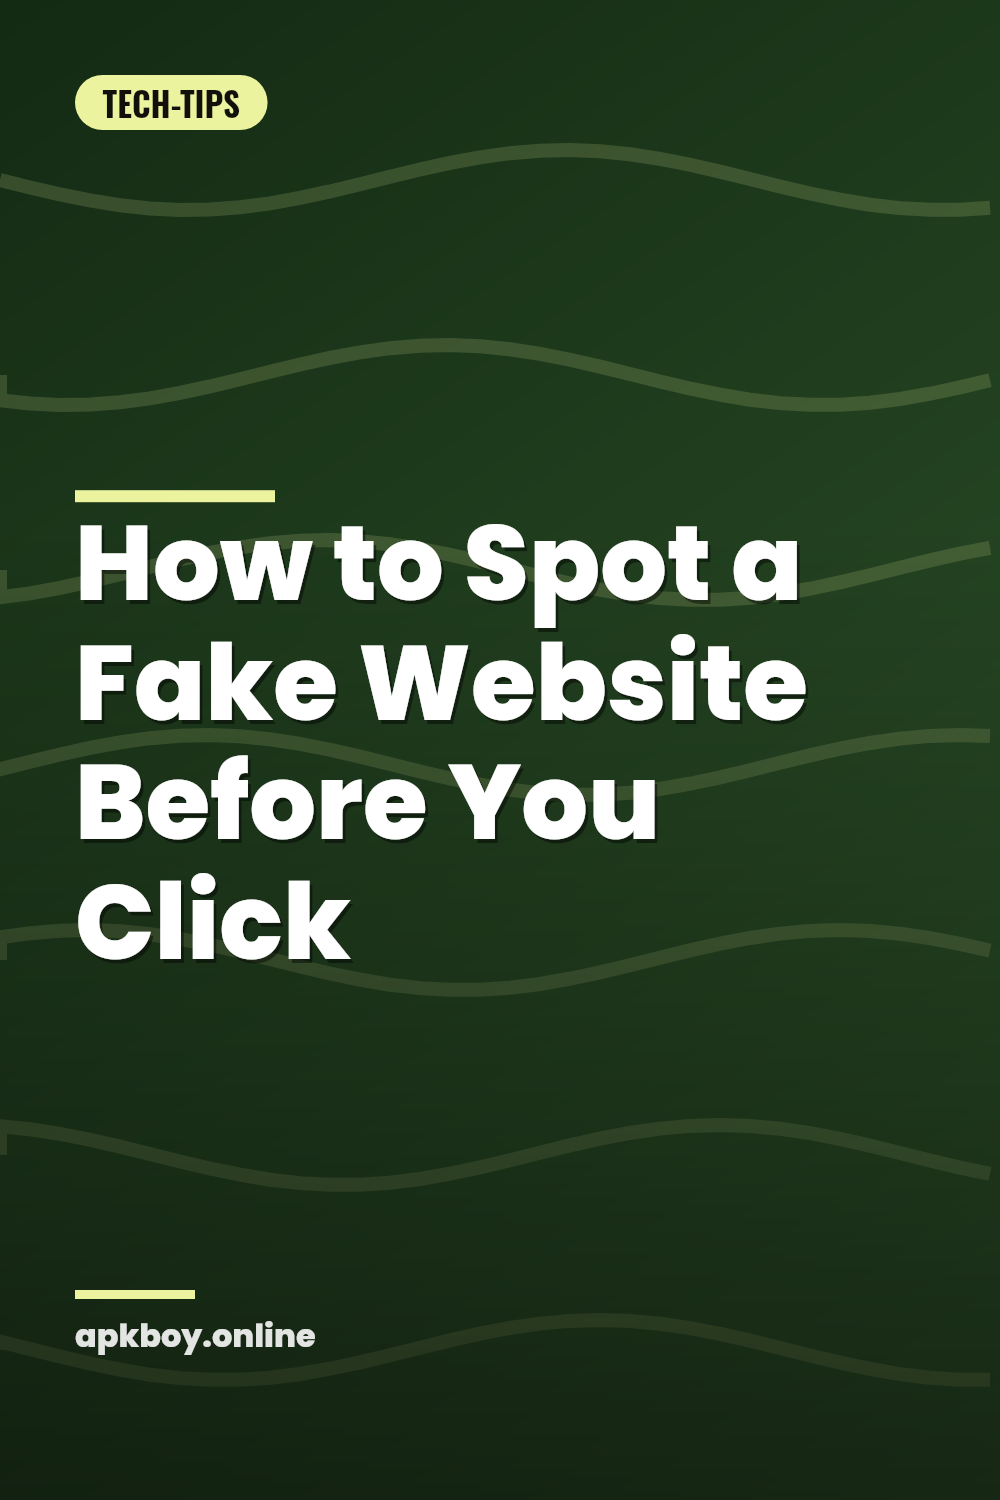 TECH-TIPS
How to Spot a
Fake Website
Before You
Click
apkboy.online